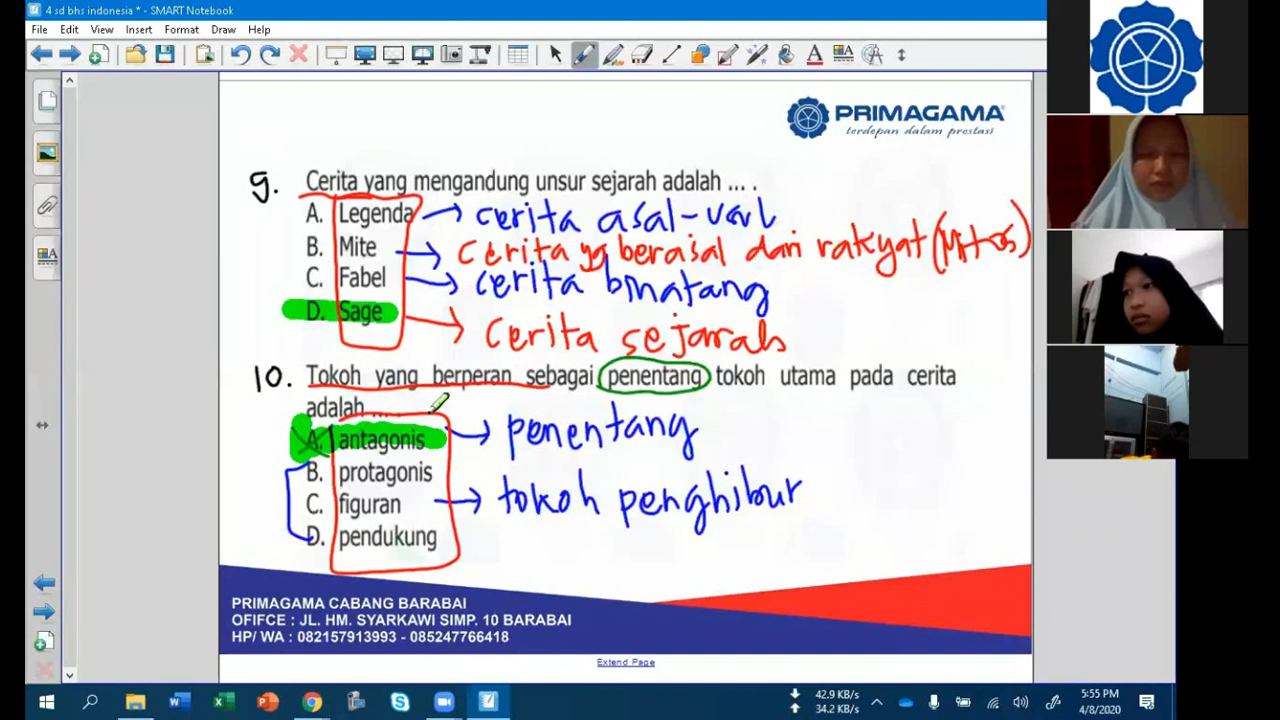 4 sd bhs indonesia * - SMART Notebook
File Edit View Insert Format Draw Help
PRIMAGAMA
terdepan dalam prestasi
9. Cerita yang mengandung unsur sejarah adalah ... .
A. Legenda → cerita asal-usul
B. Mite → Cerita yg berasal dari rakyat (Mitos)
C. Fabel → cerita binatang
D. Sage → Cerita sejarah
10. Tokoh yang berperan sebagai penentang tokoh utama pada cerita
adalah ...
A. antagonis → penentang
B. protagonis
C. figuran → tokoh penghibur
D. pendukung
PRIMAGAMA CABANG BARABAI
OFIFCE : JL. HM. SYARKAWI SIMP. 10 BARABAI
HP/ WA : 082157913993 - 085247766418
Extend Page
42.9 KB/s
34.2 KB/s
5:55 PM
4/8/2020